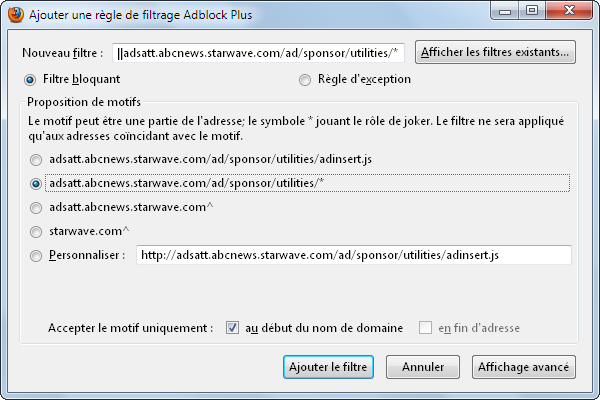 Ajouter une règle de filtrage Adblock Plus
Nouveau filtre : ||adsatt.abcnews.starwave.com/ad/sponsor/utilities/* Afficher les filtres existants...
Filtre bloquant Règle d'exception
Proposition de motifs
Le motif peut être une partie de l'adresse; le symbole * jouant le rôle de joker. Le filtre ne sera appliqué
qu'aux adresses coïncidant avec le motif.
adsatt.abcnews.starwave.com/ad/sponsor/utilities/adinsert.js
adsatt.abcnews.starwave.com/ad/sponsor/utilities/*
adsatt.abcnews.starwave.com^
starwave.com^
Personnaliser : http://adsatt.abcnews.starwave.com/ad/sponsor/utilities/adinsert.js
Accepter le motif uniquement : au début du nom de domaine en fin d'adresse
Ajouter le filtre Annuler Affichage avancé